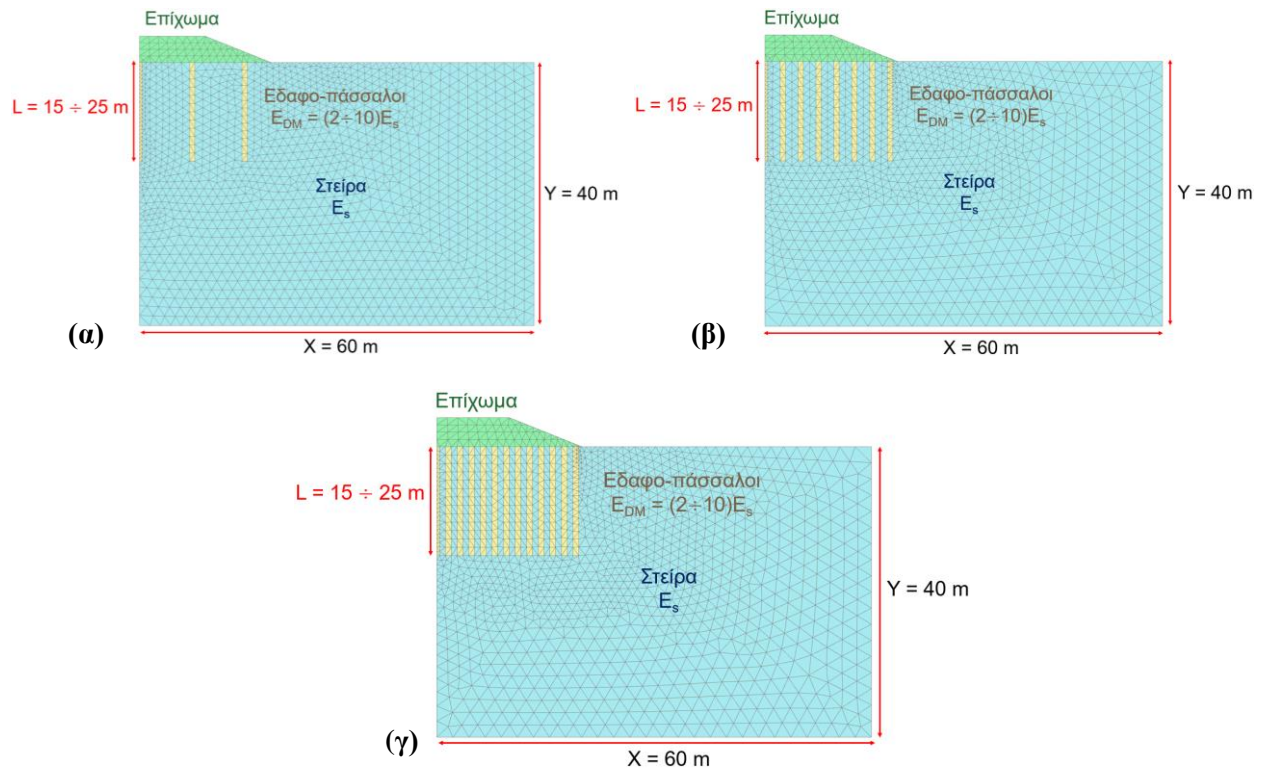 Επίχωμα
L = 15 ÷ 25 m
Εδαφο-πάσσαλοι
E_DM = (2÷10)E_s
Στείρα
E_s
Y = 40 m
(α)
X = 60 m
Επίχωμα
L = 15 ÷ 25 m
Εδαφο-πάσσαλοι
E_DM = (2÷10)E_s
Στείρα
E_s
Y = 40 m
(β)
X = 60 m
Επίχωμα
L = 15 ÷ 25 m
Εδαφο-πάσσαλοι
E_DM = (2÷10)E_s
Στείρα
E_s
Y = 40 m
(γ)
X = 60 m